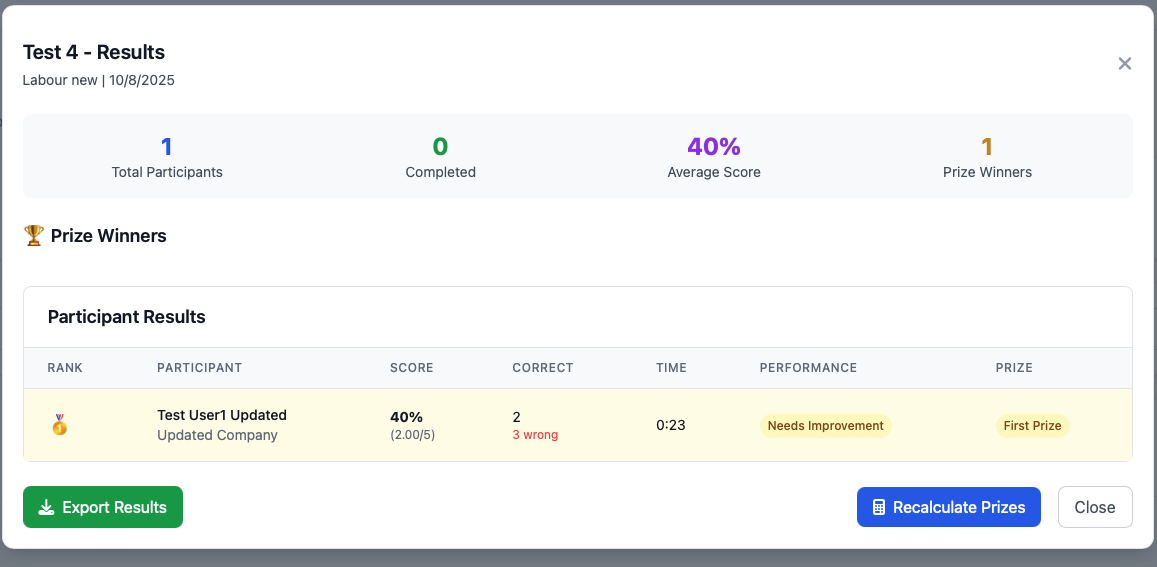 Test 4 - Results
Labour new | 10/8/2025
1
Total Participants
0
Completed
40%
Average Score
1
Prize Winners
Prize Winners
Participant Results
RANK PARTICIPANT SCORE CORRECT TIME PERFORMANCE PRIZE
1 Test User1 Updated 40% 2 0:23 Needs Improvement First Prize
Updated Company (2.00/5) 3 wrong
Export Results Recalculate Prizes Close